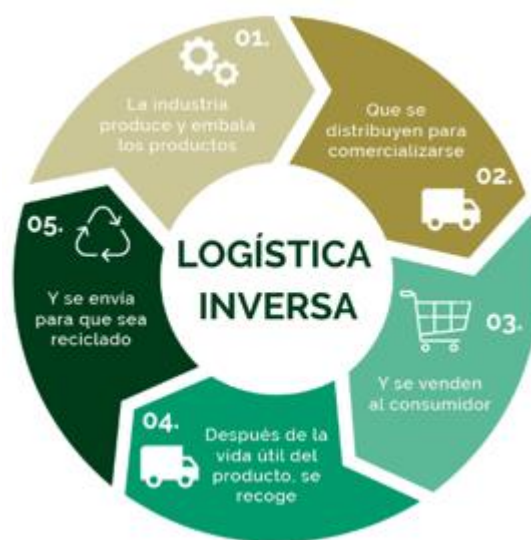 LOGÍSTICA
INVERSA
01.
La industria
produce y embala
los productos
Que se
distribuyen para
comercializarse
02.
03.
Y se venden
al consumidor
04.
Después de la
vida útil del
producto, se
recoge
05.
Y se envía
para que sea
reciclado